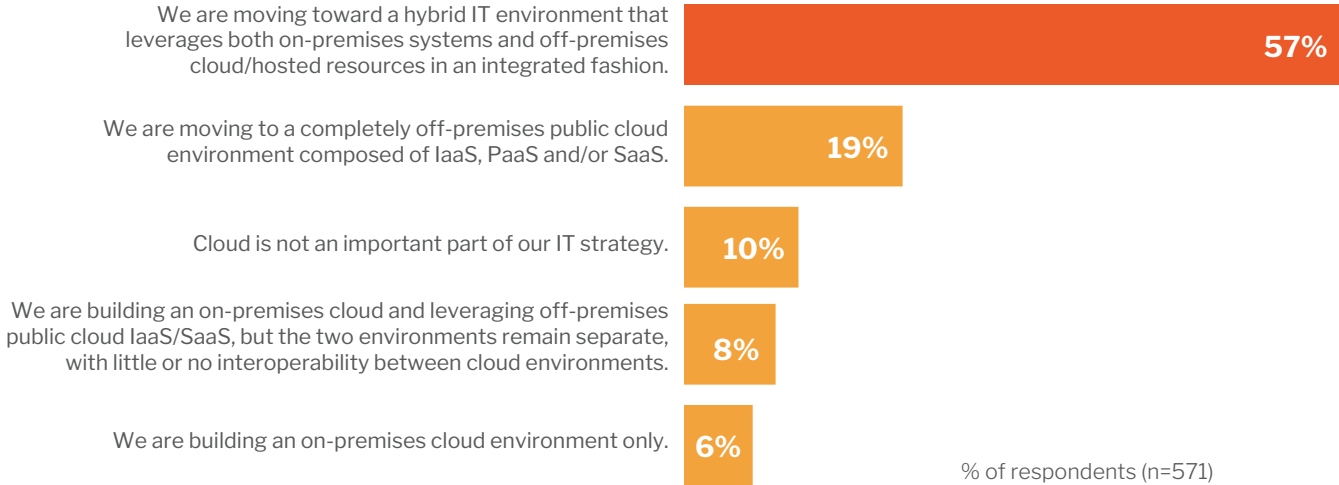 We are moving toward a hybrid IT environment that
leverages both on-premises systems and off-premises
cloud/hosted resources in an integrated fashion.
57%
We are moving to a completely off-premises public cloud
environment composed of IaaS, PaaS and/or SaaS.
19%
Cloud is not an important part of our IT strategy.
10%
We are building an on-premises cloud and leveraging off-premises
public cloud IaaS/SaaS, but the two environments remain separate,
with little or no interoperability between cloud environments.
8%
We are building an on-premises cloud environment only.
6%
% of respondents (n=571)